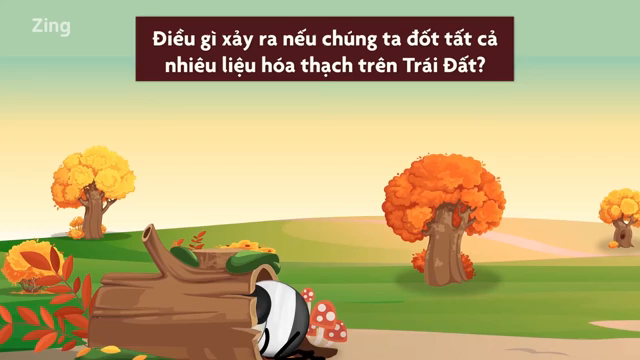 Zing
Điều gì xảy ra nếu chúng ta đốt tất cả
nhiêu liệu hóa thạch trên Trái Đất?